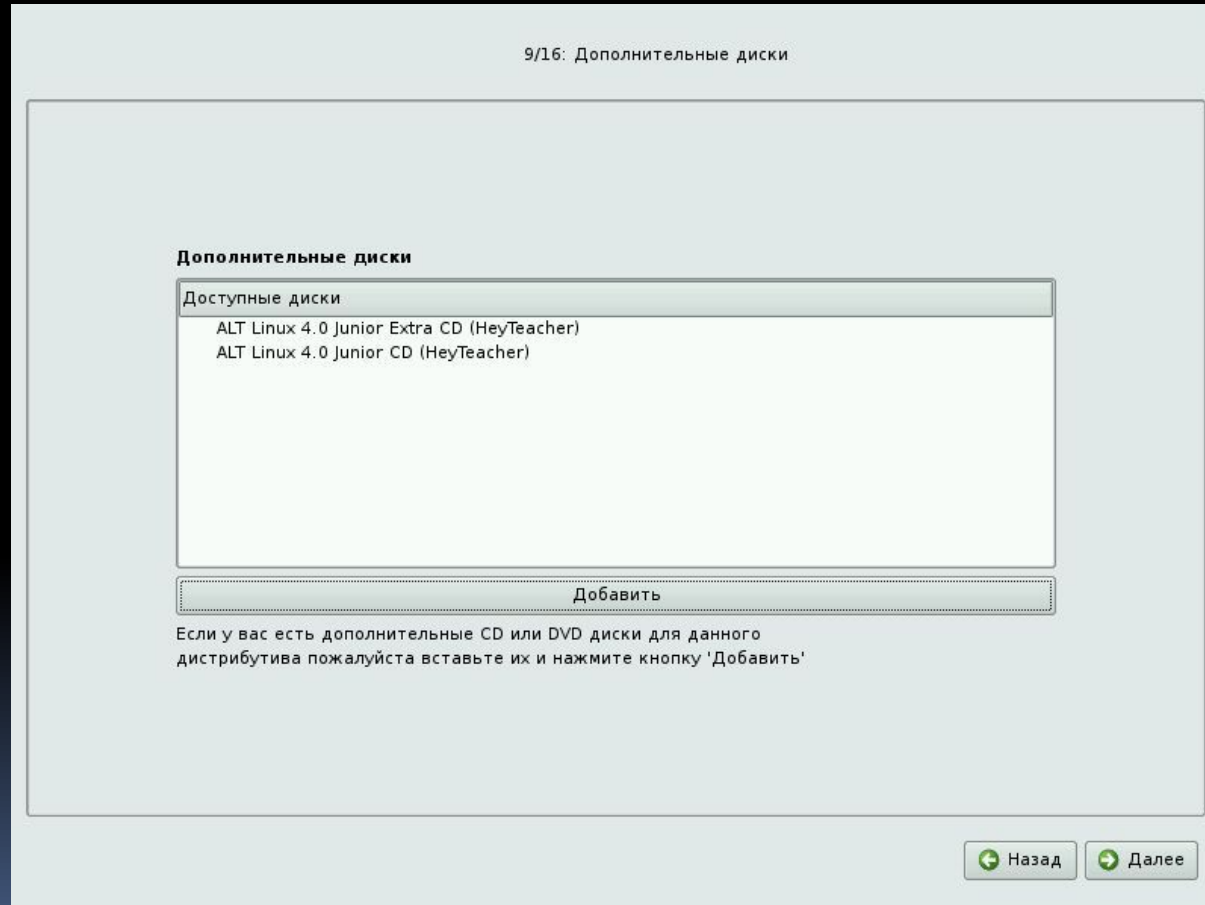 9/16: Дополнительные диски
Дополнительные диски
Доступные диски
ALT Linux 4.0 Junior Extra CD (HeyTeacher)
ALT Linux 4.0 Junior CD (HeyTeacher)
Добавить
Если у вас есть дополнительные CD или DVD диски для данного
дистрибутива пожалуйста вставьте их и нажмите кнопку 'Добавить'
Назад
Далее